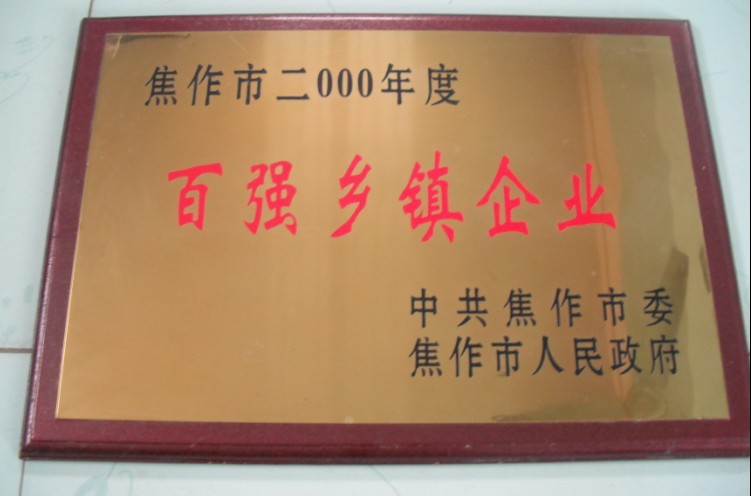 焦作市二000年度
百强乡镇企业
中共焦作市委
焦作市人民政府